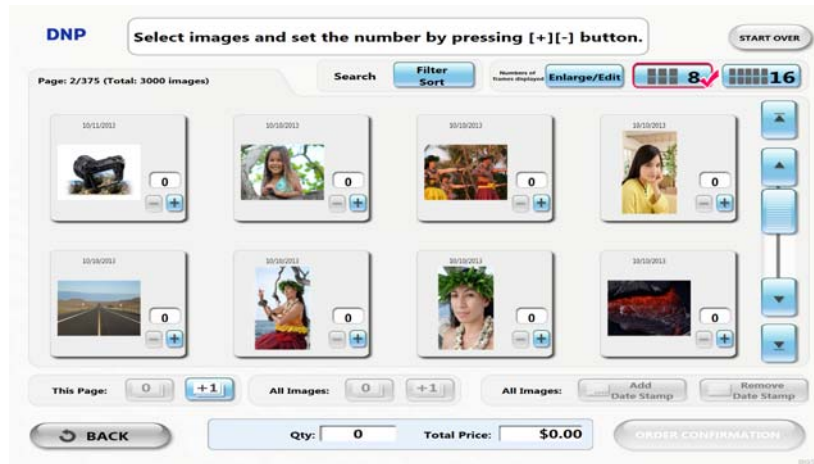 DNP
Select images and set the number by pressing [+][-] button.
START OVER
Page: 2/375 (Total: 3000 images)
Search
Filter
Sort
Numbers of
frames displayed
Enlarge/Edit
8
16
10/11/2013
10/10/2013
10/10/2013
10/10/2013
0
0
0
0
- +
- +
- +
- +
10/10/2013
10/10/2013
10/10/2013
10/10/2013
0
0
0
0
- +
- +
- +
- +
This Page:
0
+1
All Images:
0
+1
All Images:
Add
Date Stamp
Remove
Date Stamp
BACK
Qty:
0
Total Price:
$0.00
ORDER CONFIRMATION